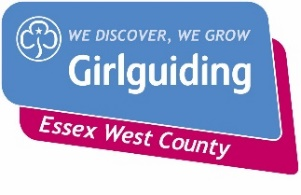 WE DISCOVER, WE GROW
Girlguiding
Essex West County